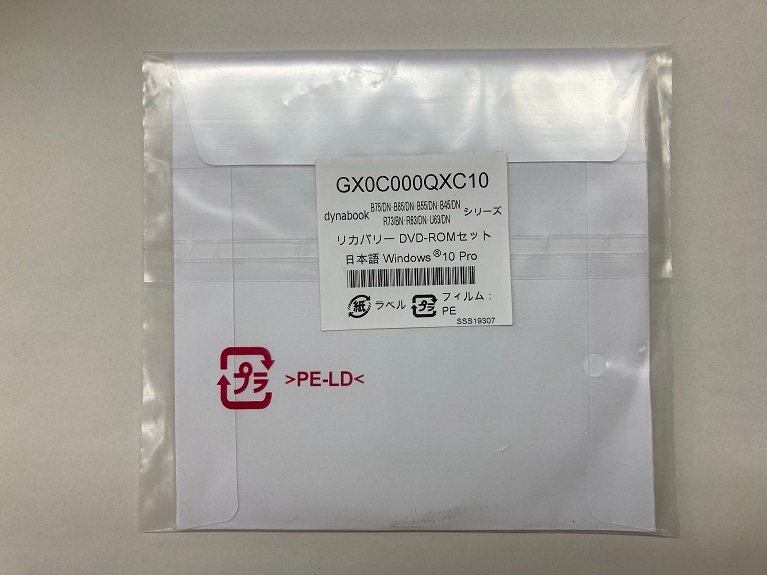 GX0C000QXC10
dynabook B75/DN·B65/DN·B55/DN·B45/DN シリーズ
R73/BN·R63/DN·U63/DN
リカバリー DVD-ROMセット
日本語 Windows®10 Pro
紙 ラベル プラ フィルム：
PE
SSS19307
プラ >PE-LD<